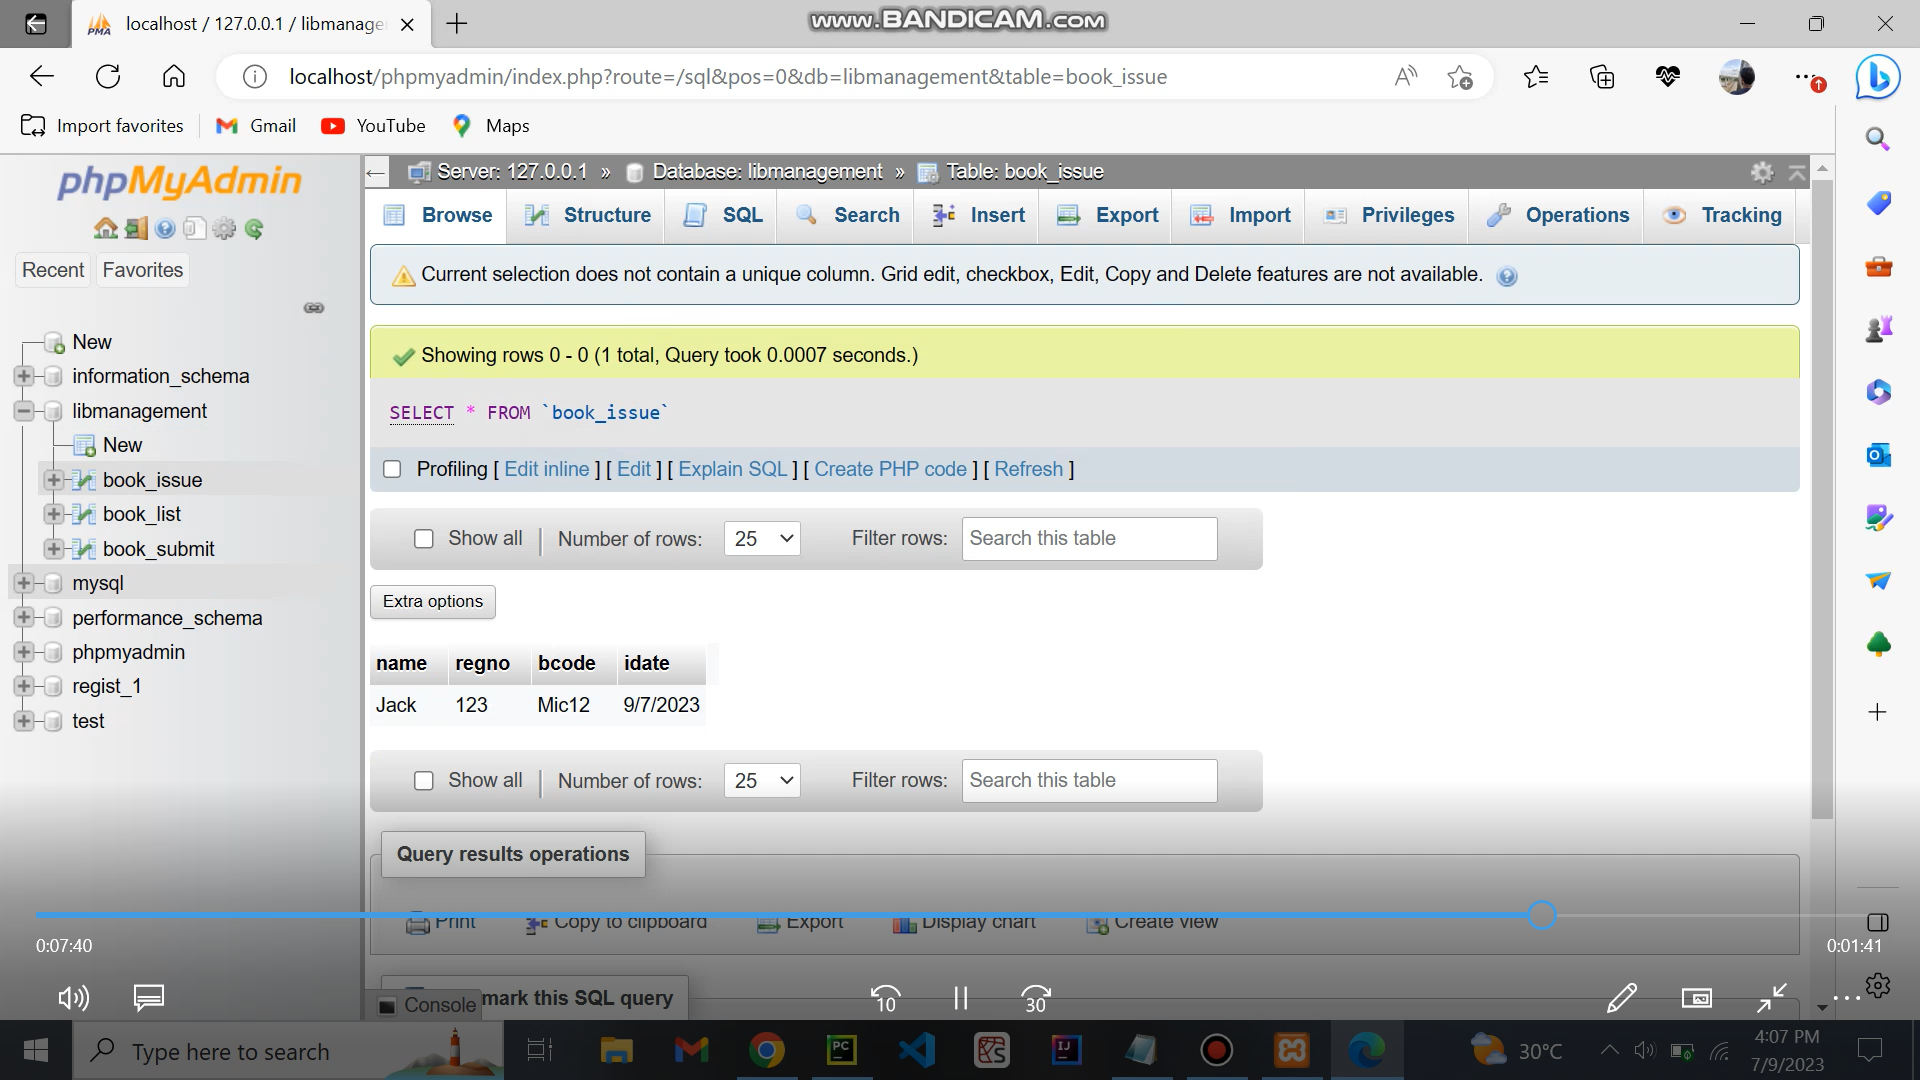 localhost / 127.0.0.1 / libmanage
www.BANDICAM.com
localhost/phpmyadmin/index.php?route=/sql&pos=0&db=libmanagement&table=book_issue
Import favorites
Gmail
YouTube
Maps
phpMyAdmin
Recent
Favorites
New
information_schema
libmanagement
New
book_issue
book_list
book_submit
mysql
performance_schema
phpmyadmin
regist_1
test
Server: 127.0.0.1 » Database: libmanagement » Table: book_issue
Browse Structure SQL Search Insert Export Import Privileges Operations Tracking
Current selection does not contain a unique column. Grid edit, checkbox, Edit, Copy and Delete features are not available.
Showing rows 0 - 0 (1 total, Query took 0.0007 seconds.)
SELECT * FROM `book_issue`
Profiling [ Edit inline ] [ Edit ] [ Explain SQL ] [ Create PHP code ] [ Refresh ]
Show all | Number of rows: 25 Filter rows: Search this table
Extra options
name regno bcode idate
Jack 123 Mic12 9/7/2023
Show all | Number of rows: 25 Filter rows: Search this table
Query results operations
Print Copy to clipboard Export Display chart Create view
0:07:40
0:01:41
Console
mark this SQL query
10
30
Type here to search
30°C
4:07 PM
7/9/2023